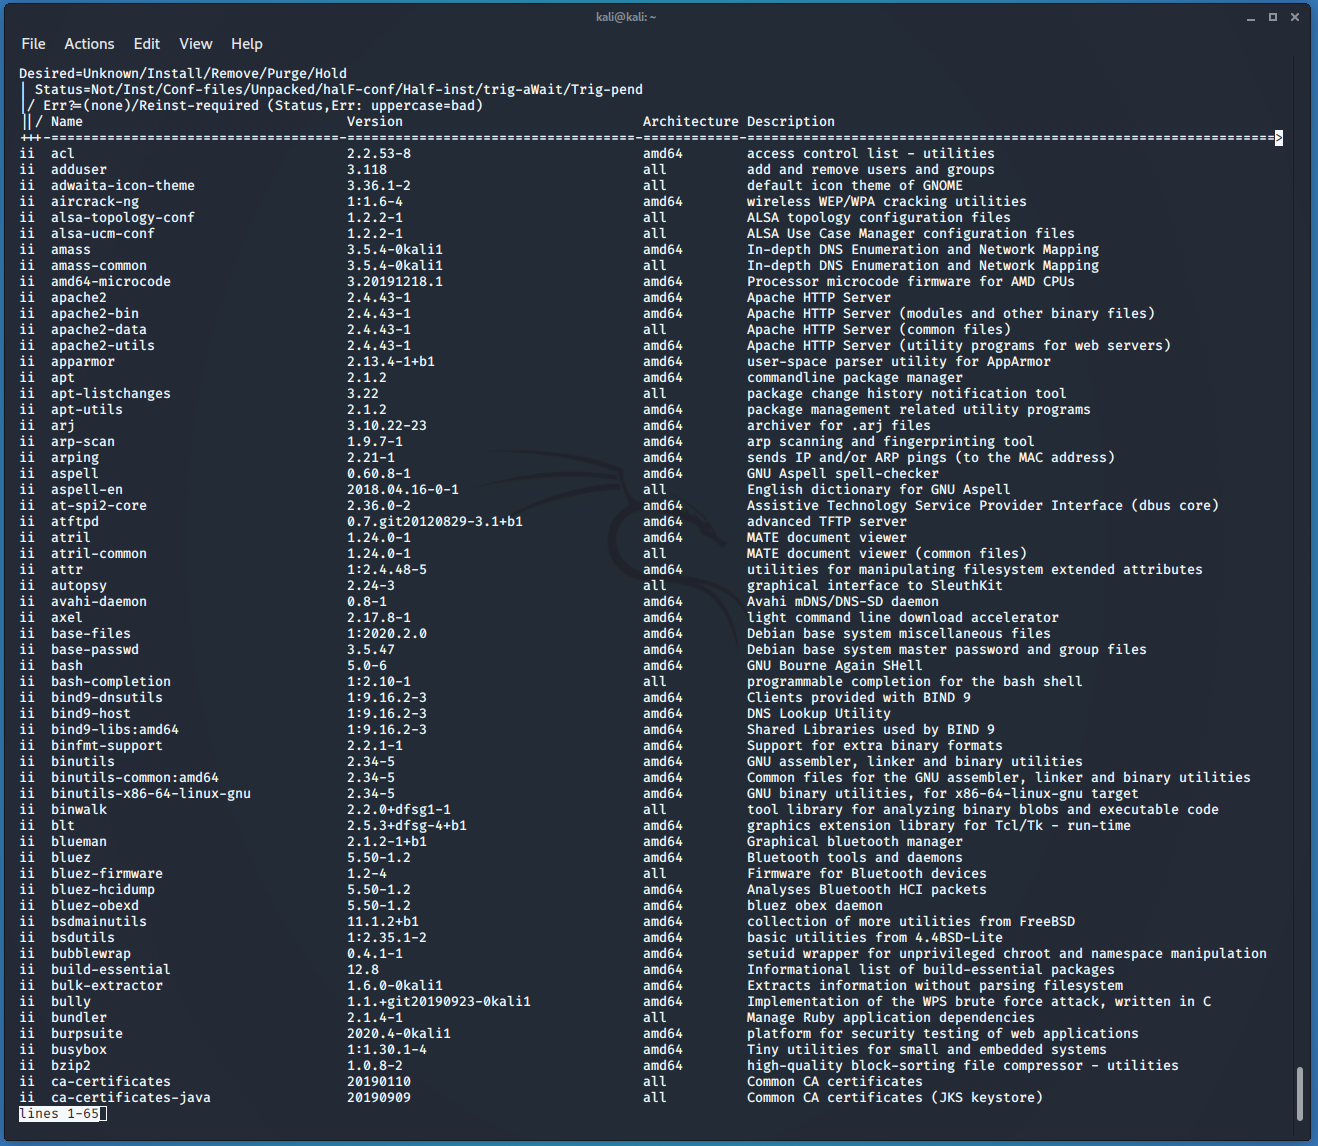 kali@kali: ~
File Actions Edit View Help
Desired=Unknown/Install/Remove/Purge/Hold
| Status=Not/Inst/Conf-files/Unpacked/halF-conf/Half-inst/trig-aWait/Trig-pend
|/ Err?=(none)/Reinst-required (Status,Err: uppercase=bad)
||/ Name Version Architecture Description
+++-====================================-====================================-============-==================================================================>
ii acl 2.2.53-8 amd64 access control list - utilities
ii adduser 3.118 all add and remove users and groups
ii adwaita-icon-theme 3.36.1-2 all default icon theme of GNOME
ii aircrack-ng 1:1.6-4 amd64 wireless WEP/WPA cracking utilities
ii alsa-topology-conf 1.2.2-1 all ALSA topology configuration files
ii alsa-ucm-conf 1.2.2-1 all ALSA Use Case Manager configuration files
ii amass 3.5.4-0kali1 amd64 In-depth DNS Enumeration and Network Mapping
ii amass-common 3.5.4-0kali1 all In-depth DNS Enumeration and Network Mapping
ii amd64-microcode 3.20191218.1 amd64 Processor microcode firmware for AMD CPUs
ii apache2 2.4.43-1 amd64 Apache HTTP Server
ii apache2-bin 2.4.43-1 amd64 Apache HTTP Server (modules and other binary files)
ii apache2-data 2.4.43-1 all Apache HTTP Server (common files)
ii apache2-utils 2.4.43-1 amd64 Apache HTTP Server (utility programs for web servers)
ii apparmor 2.13.4-1+b1 amd64 user-space parser utility for AppArmor
ii apt 2.1.2 amd64 commandline package manager
ii apt-listchanges 3.22 all package change history notification tool
ii apt-utils 2.1.2 amd64 package management related utility programs
ii arj 3.10.22-23 amd64 archiver for .arj files
ii arp-scan 1.9.7-1 amd64 arp scanning and fingerprinting tool
ii arping 2.21-1 amd64 sends IP and/or ARP pings (to the MAC address)
ii aspell 0.60.8-1 amd64 GNU Aspell spell-checker
ii aspell-en 2018.04.16-0-1 all English dictionary for GNU Aspell
ii at-spi2-core 2.36.0-2 amd64 Assistive Technology Service Provider Interface (dbus core)
ii atftpd 0.7.git20120829-3.1+b1 amd64 advanced TFTP server
ii atril 1.24.0-1 amd64 MATE document viewer
ii atril-common 1.24.0-1 all MATE document viewer (common files)
ii attr 1:2.4.48-5 amd64 utilities for manipulating filesystem extended attributes
ii autopsy 2.24-3 all graphical interface to SleuthKit
ii avahi-daemon 0.8-1 amd64 Avahi mDNS/DNS-SD daemon
ii axel 2.17.8-1 amd64 light command line download accelerator
ii base-files 1:2020.2.0 amd64 Debian base system miscellaneous files
ii base-passwd 3.5.47 amd64 Debian base system master password and group files
ii bash 5.0-6 amd64 GNU Bourne Again SHell
ii bash-completion 1:2.10-1 all programmable completion for the bash shell
ii bind9-dnsutils 1:9.16.2-3 amd64 Clients provided with BIND 9
ii bind9-host 1:9.16.2-3 amd64 DNS Lookup Utility
ii bind9-libs:amd64 1:9.16.2-3 amd64 Shared Libraries used by BIND 9
ii binfmt-support 2.2.1-1 amd64 Support for extra binary formats
ii binutils 2.34-5 amd64 GNU assembler, linker and binary utilities
ii binutils-common:amd64 2.34-5 amd64 Common files for the GNU assembler, linker and binary utilities
ii binutils-x86-64-linux-gnu 2.34-5 amd64 GNU binary utilities, for x86-64-linux-gnu target
ii binwalk 2.2.0+dfsg1-1 all tool library for analyzing binary blobs and executable code
ii blt 2.5.3+dfsg-4+b1 amd64 graphics extension library for Tcl/Tk - run-time
ii blueman 2.1.2-1+b1 amd64 Graphical bluetooth manager
ii bluez 5.50-1.2 amd64 Bluetooth tools and daemons
ii bluez-firmware 1.2-4 all Firmware for Bluetooth devices
ii bluez-hcidump 5.50-1.2 amd64 Analyses Bluetooth HCI packets
ii bluez-obexd 5.50-1.2 amd64 bluez obex daemon
ii bsdmainutils 11.1.2+b1 amd64 collection of more utilities from FreeBSD
ii bsdutils 1:2.35.1-2 amd64 basic utilities from 4.4BSD-Lite
ii bubblewrap 0.4.1-1 amd64 setuid wrapper for unprivileged chroot and namespace manipulation
ii build-essential 12.8 amd64 Informational list of build-essential packages
ii bulk-extractor 1.6.0-0kali1 amd64 Extracts information without parsing filesystem
ii bully 1.1.+git20190923-0kali1 amd64 Implementation of the WPS brute force attack, written in C
ii bundler 2.1.4-1 all Manage Ruby application dependencies
ii burpsuite 2020.4-0kali1 amd64 platform for security testing of web applications
ii busybox 1:1.30.1-4 amd64 Tiny utilities for small and embedded systems
ii bzip2 1.0.8-2 amd64 high-quality block-sorting file compressor - utilities
ii ca-certificates 20190110 all Common CA certificates
ii ca-certificates-java 20190909 all Common CA certificates (JKS keystore)
lines 1-65